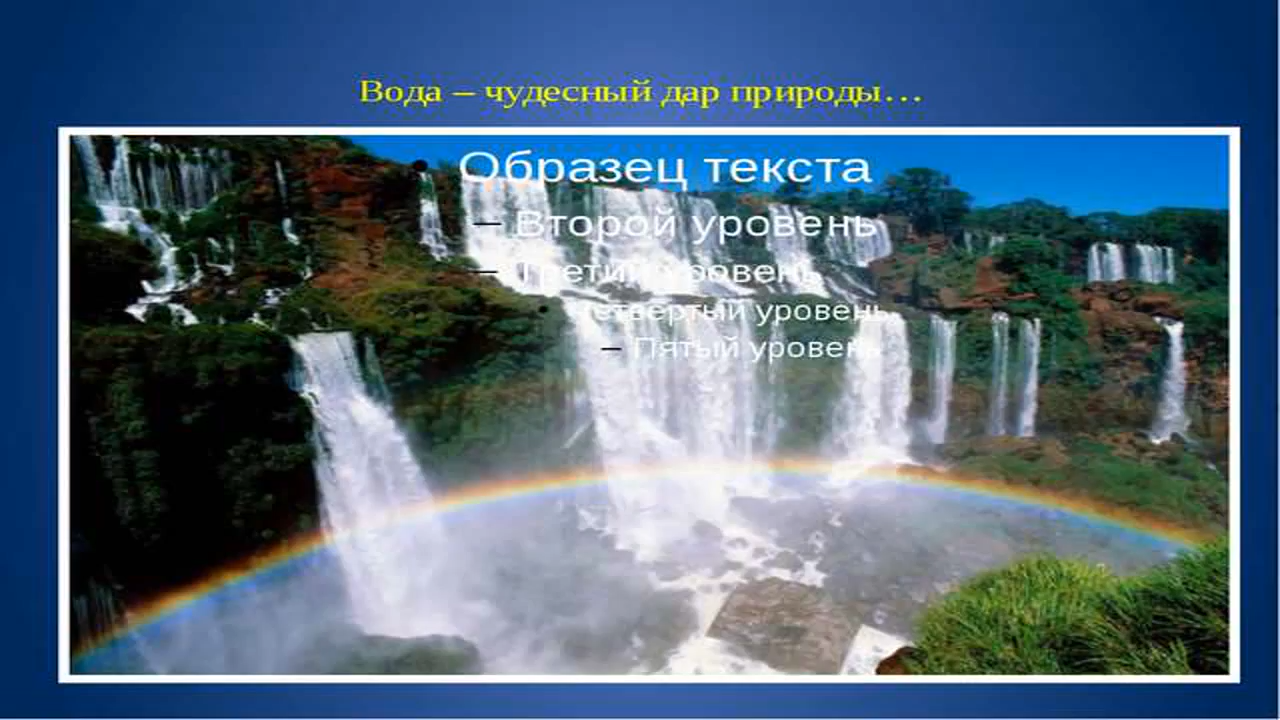 Вода – чудесный дар природы…
• Образец текста
– Второй уровень
– Третий уровень
• Четвертый уровень
– Пятый уровень